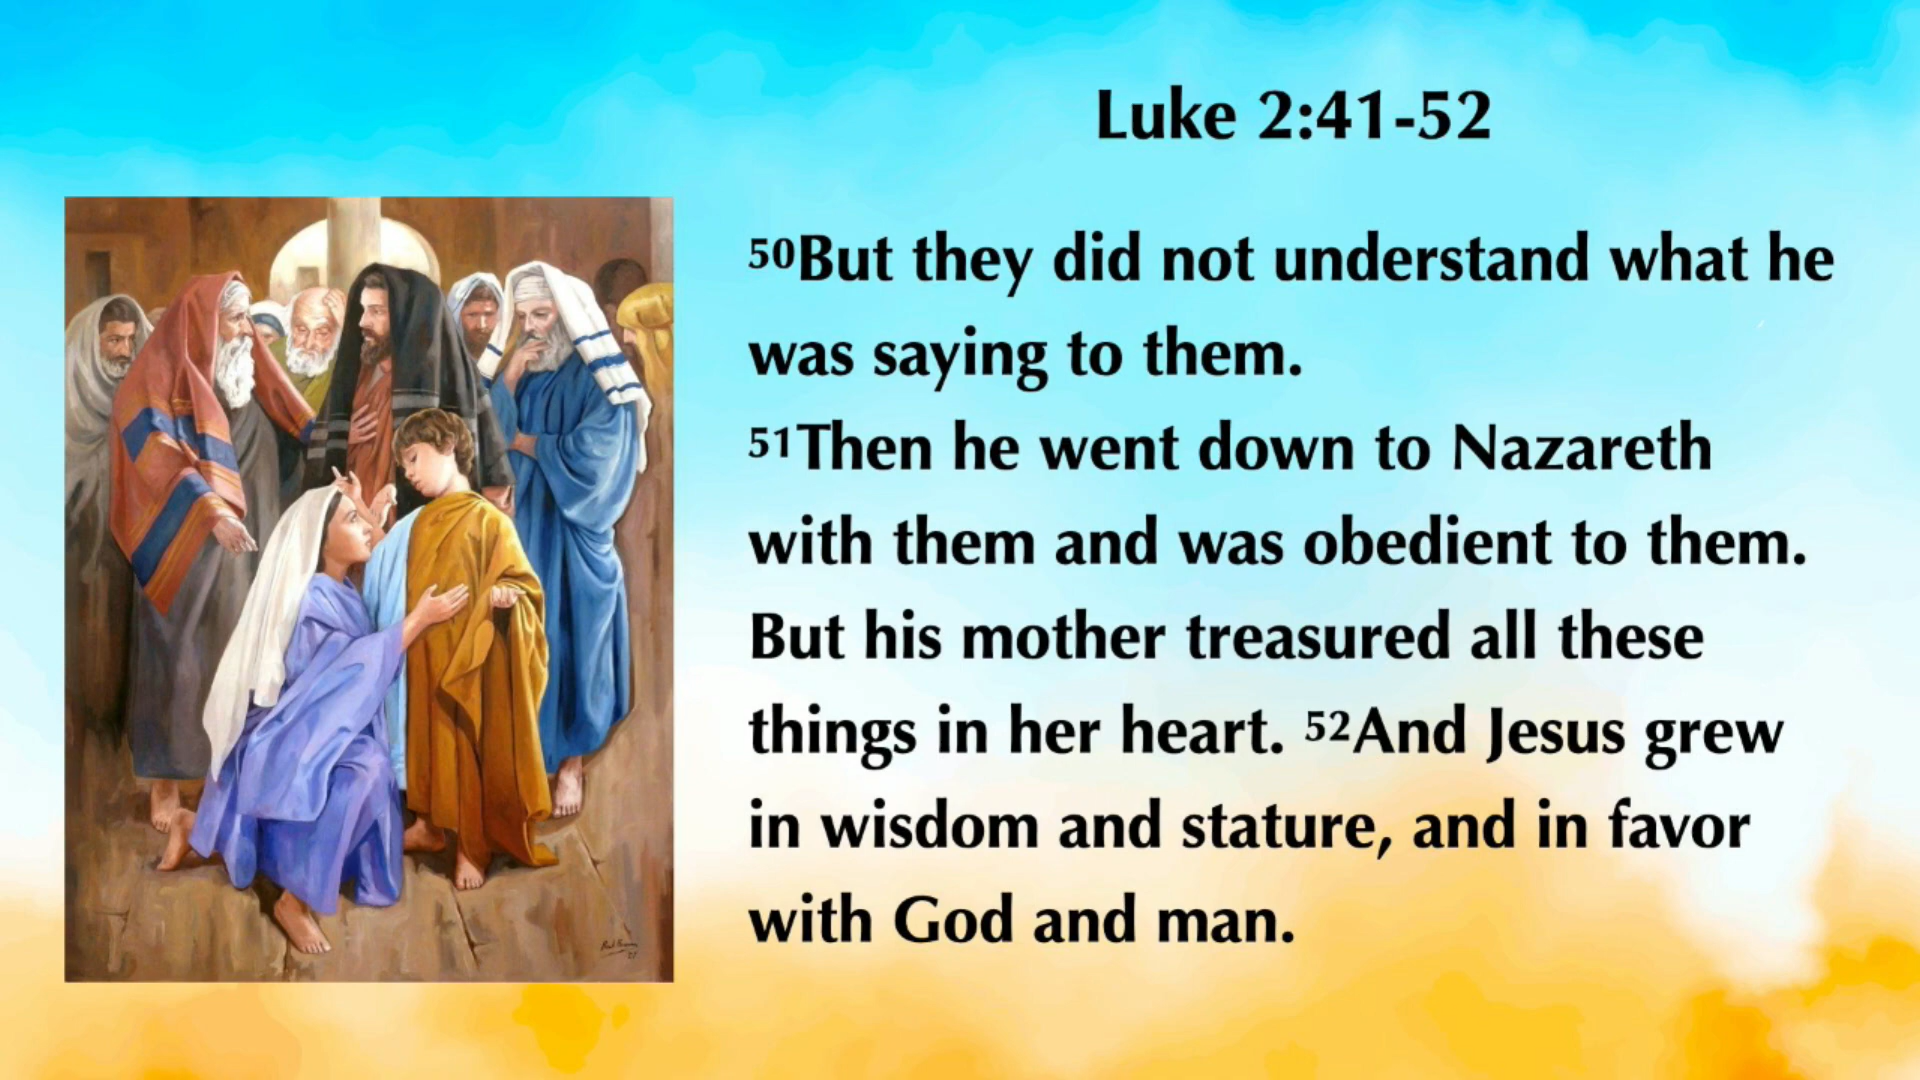 Luke 2:41-52
50But they did not understand what he
was saying to them.
51Then he went down to Nazareth
with them and was obedient to them.
But his mother treasured all these
things in her heart. 52And Jesus grew
in wisdom and stature, and in favor
with God and man.